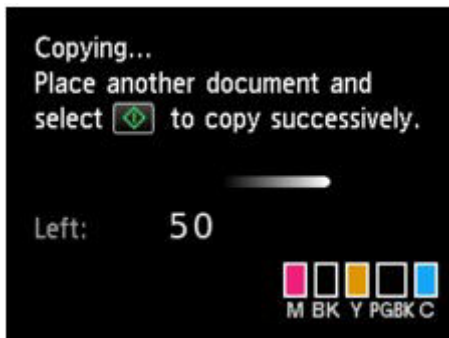 Copying...
Place another document and
select to copy successively.
Left: 50
M BK Y PGBK C